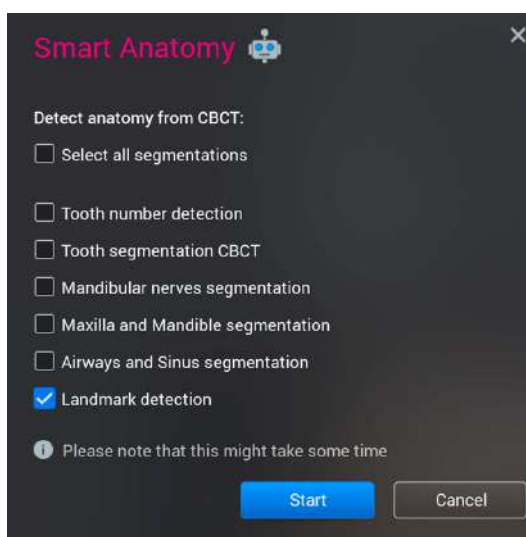 Smart Anatomy
Detect anatomy from CBCT:
Select all segmentations
Tooth number detection
Tooth segmentation CBCT
Mandibular nerves segmentation
Maxilla and Mandible segmentation
Airways and Sinus segmentation
Landmark detection
Please note that this might take some time
Start Cancel